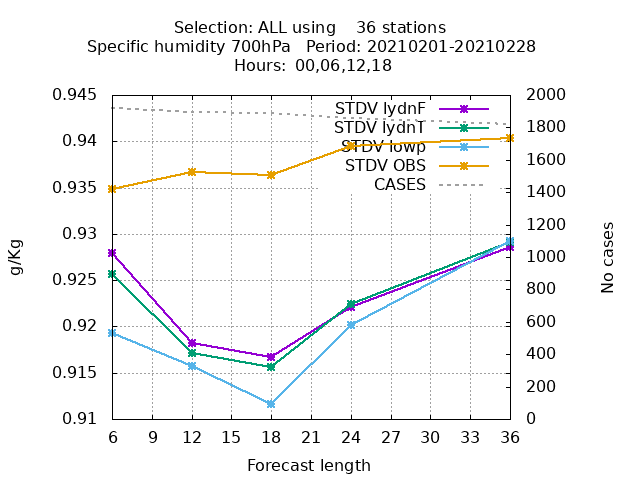 Selection: ALL using    36 stations
Specific humidity 700hPa   Period: 20210201-20210228
Hours:  00,06,12,18
STDV lydnF
STDV lydnT
STDV lowp
STDV OBS
CASES
0.945
0.94
0.935
0.93
0.925
0.92
0.915
0.91
2000
1800
1600
1400
1200
1000
800
600
400
200
0
g/Kg
No cases
6 9 12 15 18 21 24 27 30 33 36
Forecast length